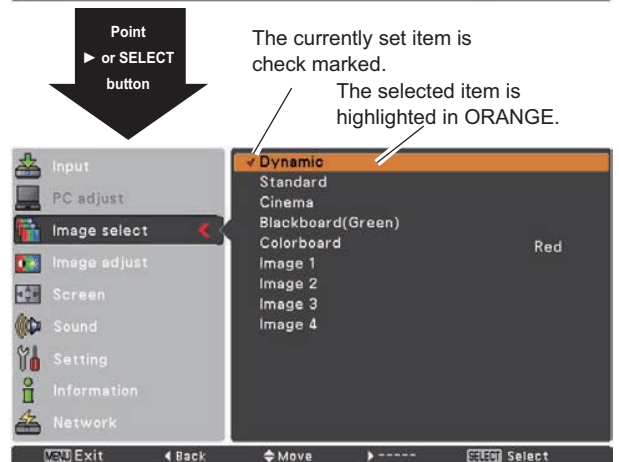 Point
► or SELECT
button
The currently set item is
check marked.
The selected item is
highlighted in ORANGE.
Input
PC adjust
Image select
Image adjust
Screen
Sound
Setting
Information
Network
✓ Dynamic
Standard
Cinema
Blackboard(Green)
Colorboard Red
Image 1
Image 2
Image 3
Image 4
MENU Exit ◄ Back Move ► ----- SELECT Select